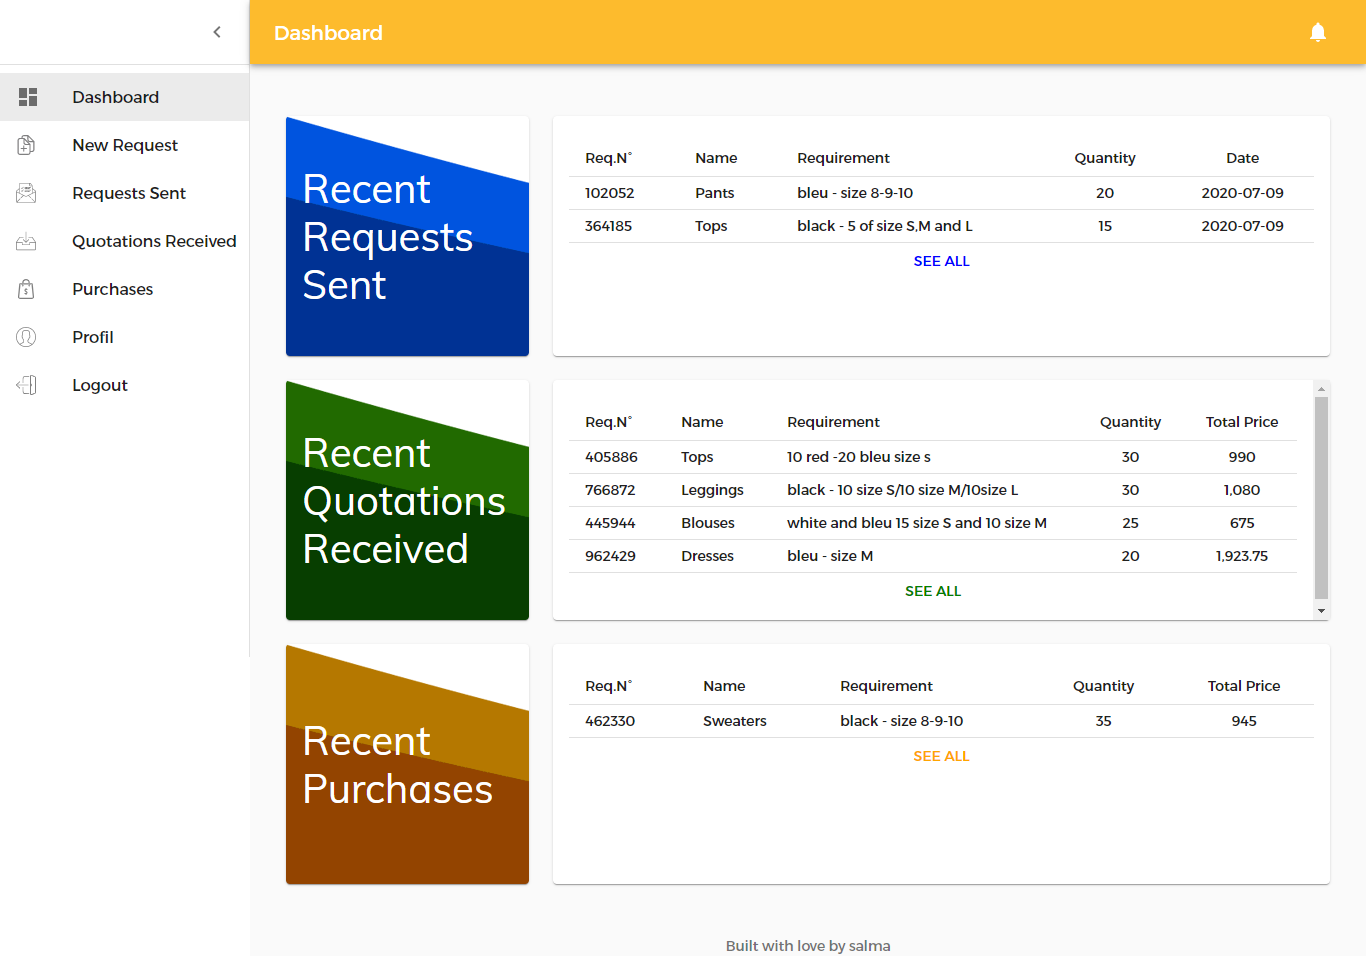 Dashboard
Dashboard
New Request
Requests Sent
Quotations Received
Purchases
Profil
Logout
Recent
Requests
Sent
Req.N° Name Requirement Quantity Date
102052 Pants bleu - size 8-9-10 20 2020-07-09
364185 Tops black - 5 of size S,M and L 15 2020-07-09
SEE ALL
Recent
Quotations
Received
Req.N° Name Requirement Quantity Total Price
405886 Tops 10 red -20 bleu size s 30 990
766872 Leggings black - 10 size S/10 size M/10size L 30 1,080
445944 Blouses white and bleu 15 size S and 10 size M 25 675
962429 Dresses bleu - size M 20 1,923.75
SEE ALL
Recent
Purchases
Req.N° Name Requirement Quantity Total Price
462330 Sweaters black - size 8-9-10 35 945
SEE ALL
Built with love by salma